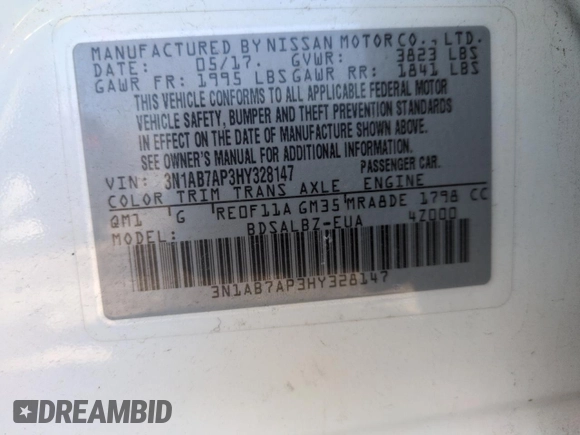 MANUFACTURED BY NISSAN MOTOR CO., LTD.
DATE: 05/17. GVWR: 3823 LBS
GAWR FR: 1995 LBS GAWR RR: 1841 LBS
THIS VEHICLE CONFORMS TO ALL APPLICABLE FEDERAL MOTOR
VEHICLE SAFETY, BUMPER AND THEFT PREVENTION STANDARDS
IN EFFECT ON THE DATE OF MANUFACTURE SHOWN ABOVE.
SEE OWNER'S MANUAL FOR ADDITIONAL INFORMATION.
VIN: 3N1AB7AP3HY328147 PASSENGER CAR.
COLOR TRIM TRANS AXLE ENGINE
QM1 G RE0F11A GM35 MRA8DE 1798 CC
MODEL: BDSALBZ-EUA 4Z000
3N1AB7AP3HY328147
DREAMBID